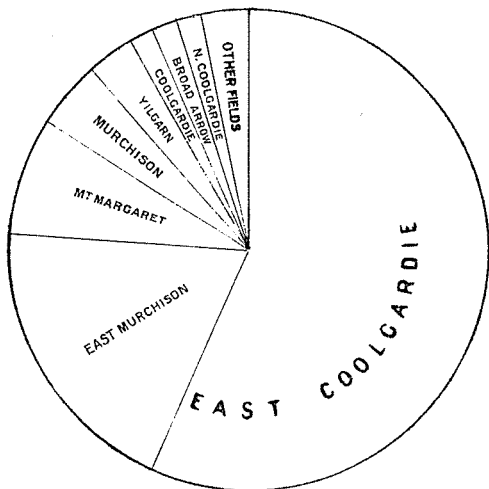 OTHER FIELDS
N. COOLGARDIE
BROAD ARROW
COOLGARDIE
YILGARN
MURCHISON
MT MARGARET
EAST MURCHISON
EAST COOLGARDIE